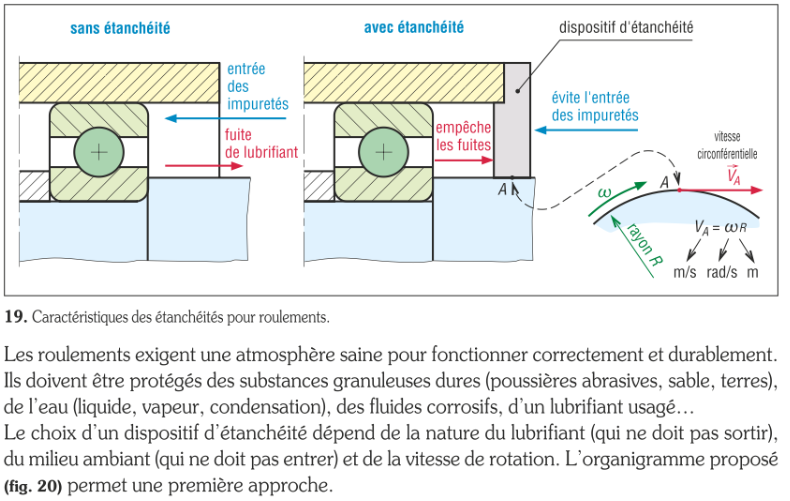 sans étanchéité
avec étanchéité
dispositif d'étanchéité
entrée
des
impuretés
fuite
de lubrifiant
empêche
les fuites
évite l'entrée
des impuretés
vitesse
circonférentielle
V_A
A
A
ω
rayon R
V_A = ωR
m/s rad/s m
19. Caractéristiques des étanchéités pour roulements.
Les roulements exigent une atmosphère saine pour fonctionner correctement et durablement.
Ils doivent être protégés des substances granuleuses dures (poussières abrasives, sable, terres),
de l'eau (liquide, vapeur, condensation), des fluides corrosifs, d'un lubrifiant usagé…
Le choix d'un dispositif d'étanchéité dépend de la nature du lubrifiant (qui ne doit pas sortir),
du milieu ambiant (qui ne doit pas entrer) et de la vitesse de rotation. L'organigramme proposé
(fig. 20) permet une première approche.